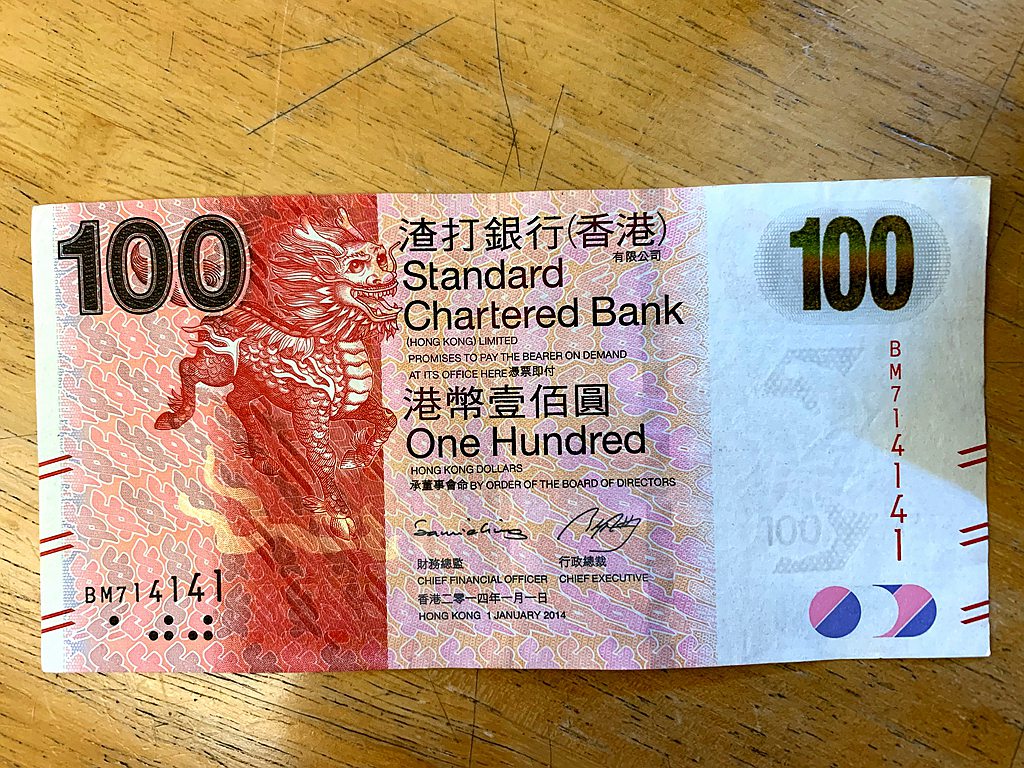 100
渣打銀行(香港)
有限公司
Standard
Chartered Bank
(HONG KONG) LIMITED
PROMISES TO PAY THE BEARER ON DEMAND
AT ITS OFFICE HERE 憑票即付
港幣壹佰圓
One Hundred
HONG KONG DOLLARS
承董事會命 BY ORDER OF THE BOARD OF DIRECTORS
財務總監 行政總裁
CHIEF FINANCIAL OFFICER CHIEF EXECUTIVE
香港二零一四年一月一日
HONG KONG 1 JANUARY 2014
BM714141
100
BM714141
100